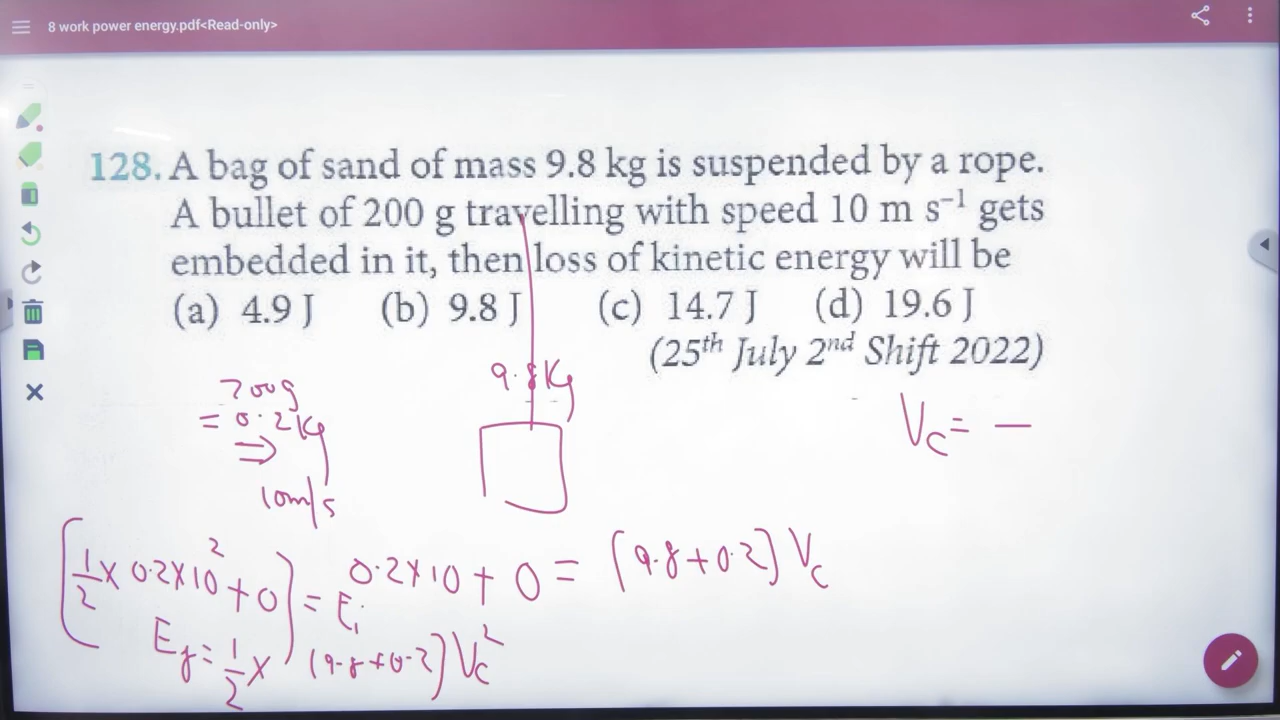 8 work power energy.pdf<Read-only>
128. A bag of sand of mass 9.8 kg is suspended by a rope.
A bullet of 200 g travelling with speed 10 m s⁻¹ gets
embedded in it, then loss of kinetic energy will be
(a) 4.9 J (b) 9.8 J (c) 14.7 J (d) 19.6 J
(25th July 2nd Shift 2022)
200g
= 0.2Kg
⇒
10m/s
9.8Kg
Vc = —
0.2×10 + 0 = (9.8+0.2) Vc
[1/2 × 0.2×10² + 0] = Ei
Ef = 1/2 × (9.8+0.2) Vc²